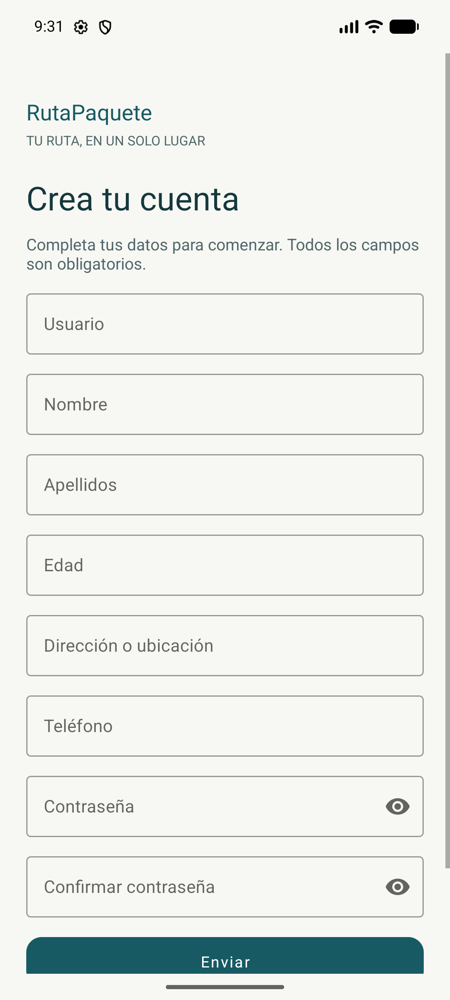 9:31
RutaPaquete
TU RUTA, EN UN SOLO LUGAR
Crea tu cuenta
Completa tus datos para comenzar. Todos los campos
son obligatorios.
Usuario
Nombre
Apellidos
Edad
Dirección o ubicación
Teléfono
Contraseña
Confirmar contraseña
Enviar